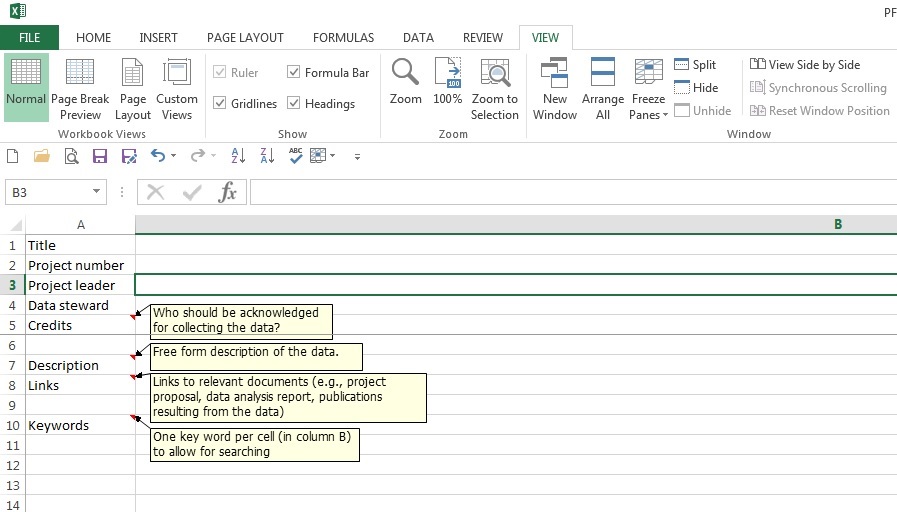 PF
FILE HOME INSERT PAGE LAYOUT FORMULAS DATA REVIEW VIEW
Normal Page Break Preview Page Layout Custom Views
Workbook Views
Ruler Formula Bar
Gridlines Headings
Show
Zoom 100% Zoom to Selection
Zoom
New Window Arrange All Freeze Panes
Split
Hide
Unhide
View Side by Side
Synchronous Scrolling
Reset Window Position
Window
B3 fx
A B
1 Title
2 Project number
3 Project leader
4 Data steward
Who should be acknowledged
for collecting the data?
5 Credits
6
Free form description of the data.
7 Description
8 Links
Links to relevant documents (e.g., project
proposal, data analysis report, publications
resulting from the data)
9
10 Keywords
One key word per cell (in column B)
to allow for searching
11
12
13
14